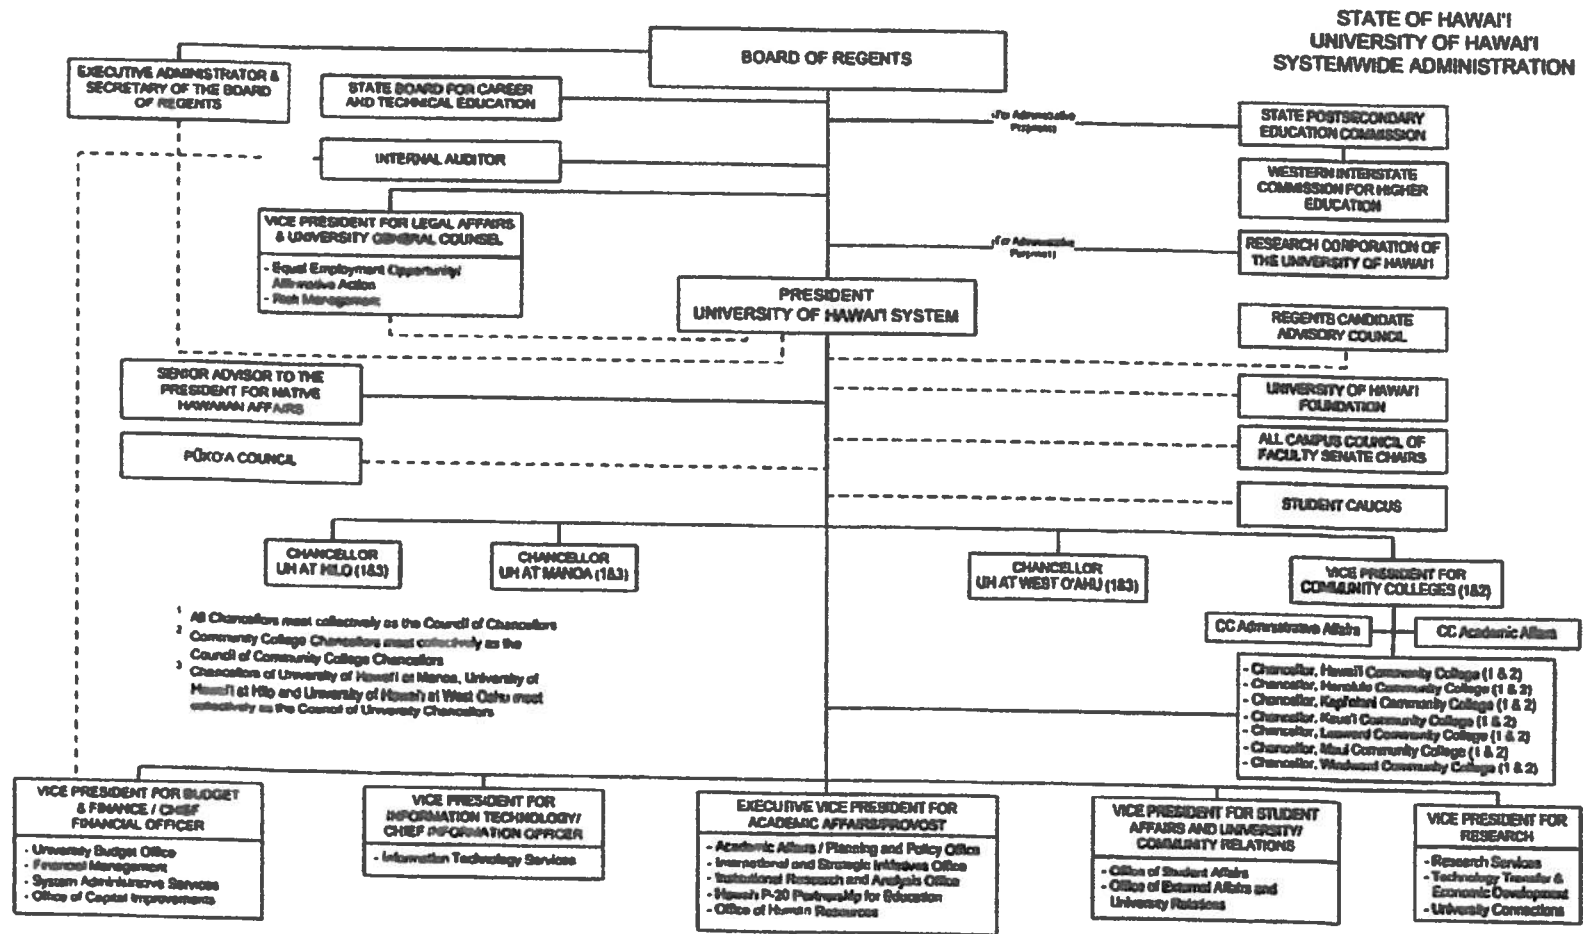 STATE OF HAWAI'I
UNIVERSITY OF HAWAI'I
SYSTEMWIDE ADMINISTRATION
BOARD OF REGENTS
EXECUTIVE ADMINISTRATOR &
SECRETARY OF THE BOARD
OF REGENTS
STATE BOARD FOR CAREER
AND TECHNICAL EDUCATION
(For Administrative
Purposes)
STATE POSTSECONDARY
EDUCATION COMMISSION
INTERNAL AUDITOR
WESTERN INTERSTATE
COMMISSION FOR HIGHER
EDUCATION
VICE PRESIDENT FOR LEGAL AFFAIRS
& UNIVERSITY GENERAL COUNSEL
- Equal Employment Opportunity/
Affirmative Action
- Risk Management
(For Administrative
Purposes)
RESEARCH CORPORATION OF
THE UNIVERSITY OF HAWAI'I
PRESIDENT
UNIVERSITY OF HAWAI'I SYSTEM
REGENTS CANDIDATE
ADVISORY COUNCIL
SENIOR ADVISOR TO THE
PRESIDENT FOR NATIVE
HAWAIIAN AFFAIRS
UNIVERSITY OF HAWAI'I
FOUNDATION
PŪKO'A COUNCIL
ALL CAMPUS COUNCIL OF
FACULTY SENATE CHAIRS
STUDENT CAUCUS
CHANCELLOR
UH AT HILO (1&3)
CHANCELLOR
UH AT MANOA (1&3)
CHANCELLOR
UH AT WEST O'AHU (1&3)
VICE PRESIDENT FOR
COMMUNITY COLLEGES (1&2)
CC Administrative Affairs
CC Academic Affairs
1 All Chancellors meet collectively as the Council of Chancellors
2 Community College Chancellors meet collectively as the
Council of Community College Chancellors
3 Chancellors of University of Hawai'i at Manoa, University of
Hawai'i at Hilo and University of Hawai'i at West Oahu meet
collectively as the Council of University Chancellors
- Chancellor, Hawai'i Community College (1 & 2)
- Chancellor, Honolulu Community College (1 & 2)
- Chancellor, Kapi'olani Community College (1 & 2)
- Chancellor, Kaua'i Community College (1 & 2)
- Chancellor, Leeward Community College (1 & 2)
- Chancellor, Maui Community College (1 & 2)
- Chancellor, Windward Community College (1 & 2)
VICE PRESIDENT FOR BUDGET
& FINANCE / CHIEF
FINANCIAL OFFICER
- University Budget Office
- Financial Management
- System Administrative Services
- Office of Capital Improvements
VICE PRESIDENT FOR
INFORMATION TECHNOLOGY/
CHIEF INFORMATION OFFICER
- Information Technology Services
EXECUTIVE VICE PRESIDENT FOR
ACADEMIC AFFAIRS/PROVOST
- Academic Affairs / Planning and Policy Office
- International and Strategic Initiatives Office
- Institutional Research and Analysis Office
- Hawai'i P-20 Partnership for Education
- Office of Human Resources
VICE PRESIDENT FOR STUDENT
AFFAIRS AND UNIVERSITY/
COMMUNITY RELATIONS
- Office of Student Affairs
- Office of External Affairs and
University Relations
VICE PRESIDENT FOR
RESEARCH
- Research Services
- Technology Transfer &
Economic Development
- University Connections